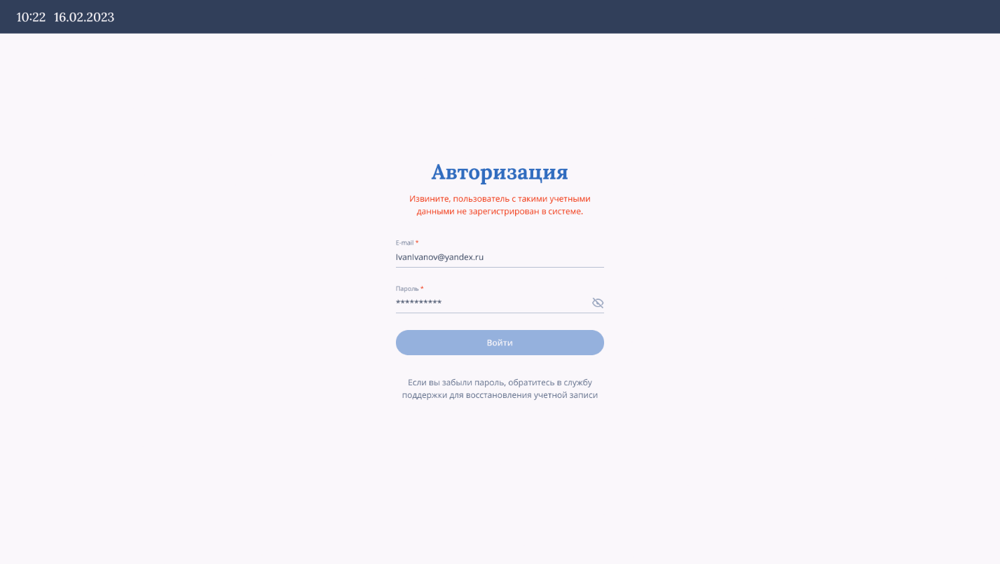 10:22 16.02.2023
Авторизация
Извините, пользователь с такими учетными
данными не зарегистрирован в системе.
E-mail *
IvanIvanov@yandex.ru
Пароль *
**********
Войти
Если вы забыли пароль, обратитесь в службу
поддержки для восстановления учетной записи